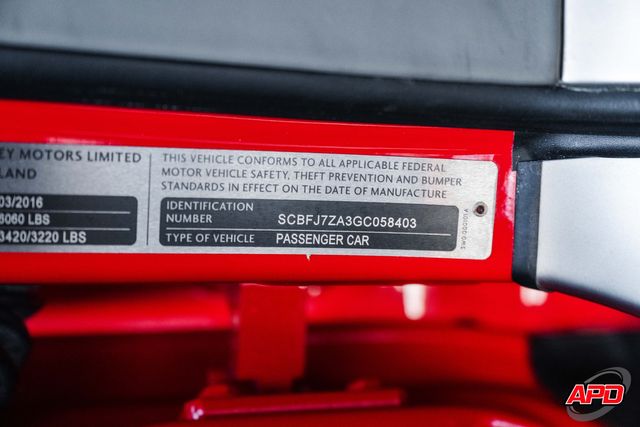 EY MOTORS LIMITED
LAND
03/2016
6060 LBS
3420/3220 LBS
THIS VEHICLE CONFORMS TO ALL APPLICABLE FEDERAL
MOTOR VEHICLE SAFETY, THEFT PREVENTION AND BUMPER
STANDARDS IN EFFECT ON THE DATE OF MANUFACTURE
IDENTIFICATION
NUMBER SCBFJ7ZA3GC058403
TYPE OF VEHICLE PASSENGER CAR
APD